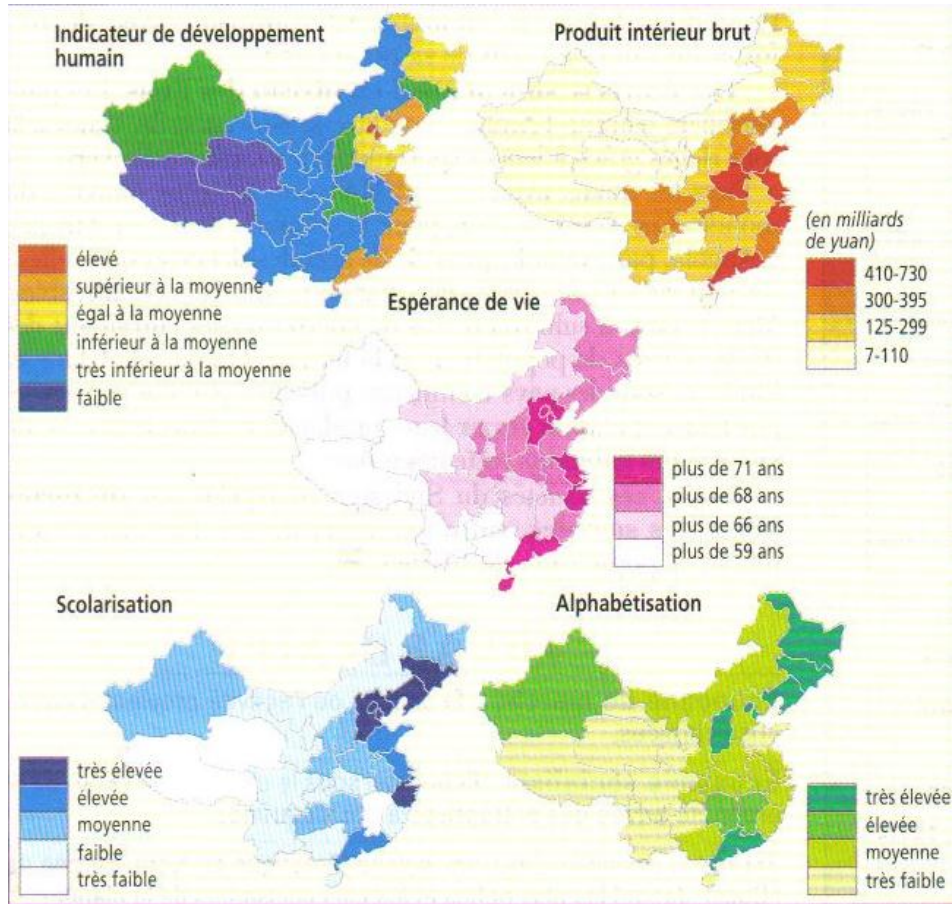 Indicateur de développement
humain
élevé
supérieur à la moyenne
égal à la moyenne
inférieur à la moyenne
très inférieur à la moyenne
faible
Produit intérieur brut
(en milliards
de yuan)
410-730
300-395
125-299
7-110
Espérance de vie
plus de 71 ans
plus de 68 ans
plus de 66 ans
plus de 59 ans
Scolarisation
très élevée
élevée
moyenne
faible
très faible
Alphabétisation
très élevée
élevée
moyenne
très faible